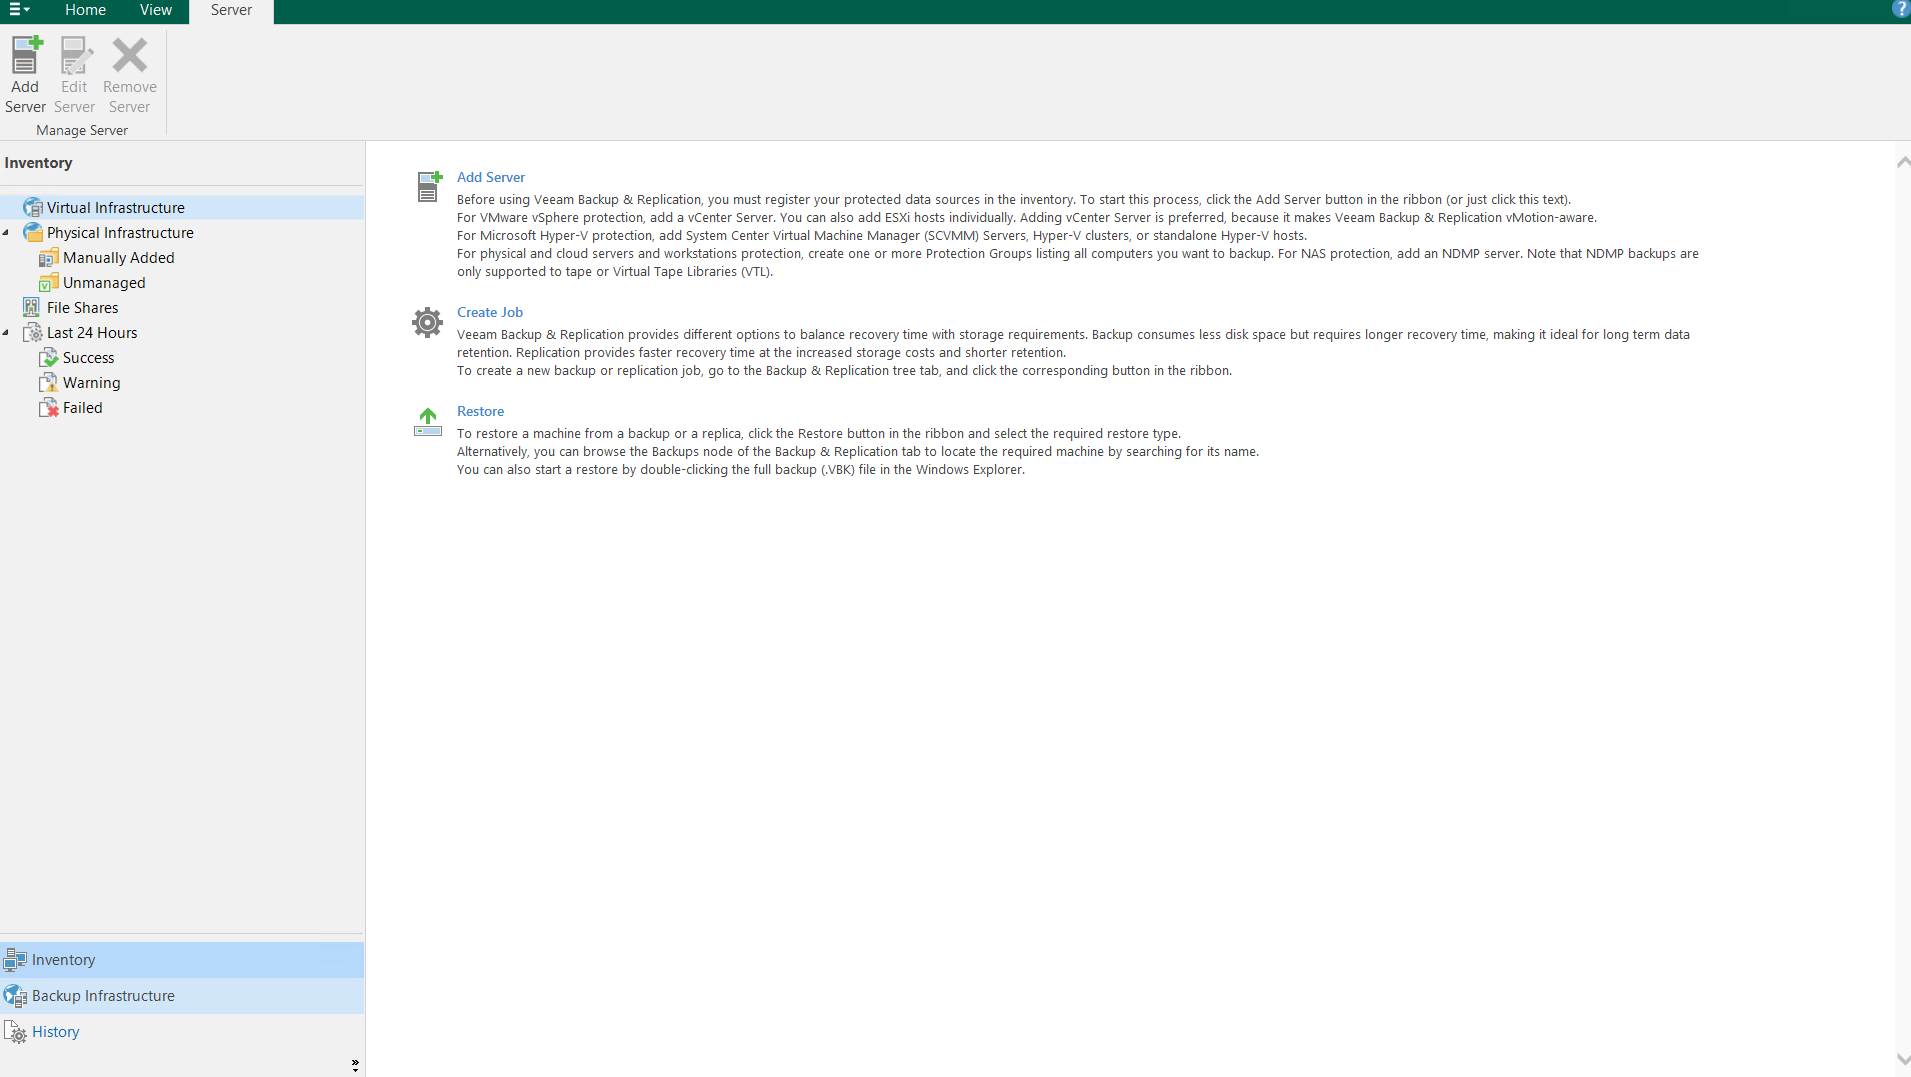 Home View Server
?
Add Server
Edit Server
Remove Server
Manage Server
Inventory
Virtual Infrastructure
Physical Infrastructure
Manually Added
Unmanaged
File Shares
Last 24 Hours
Success
Warning
Failed
Inventory
Backup Infrastructure
History
Add Server
Before using Veeam Backup & Replication, you must register your protected data sources in the inventory. To start this process, click the Add Server button in the ribbon (or just click this text).
For VMware vSphere protection, add a vCenter Server. You can also add ESXi hosts individually. Adding vCenter Server is preferred, because it makes Veeam Backup & Replication vMotion-aware.
For Microsoft Hyper-V protection, add System Center Virtual Machine Manager (SCVMM) Servers, Hyper-V clusters, or standalone Hyper-V hosts.
For physical and cloud servers and workstations protection, create one or more Protection Groups listing all computers you want to backup. For NAS protection, add an NDMP server. Note that NDMP backups are
only supported to tape or Virtual Tape Libraries (VTL).
Create Job
Veeam Backup & Replication provides different options to balance recovery time with storage requirements. Backup consumes less disk space but requires longer recovery time, making it ideal for long term data
retention. Replication provides faster recovery time at the increased storage costs and shorter retention.
To create a new backup or replication job, go to the Backup & Replication tree tab, and click the corresponding button in the ribbon.
Restore
To restore a machine from a backup or a replica, click the Restore button in the ribbon and select the required restore type.
Alternatively, you can browse the Backups node of the Backup & Replication tab to locate the required machine by searching for its name.
You can also start a restore by double-clicking the full backup (.VBK) file in the Windows Explorer.